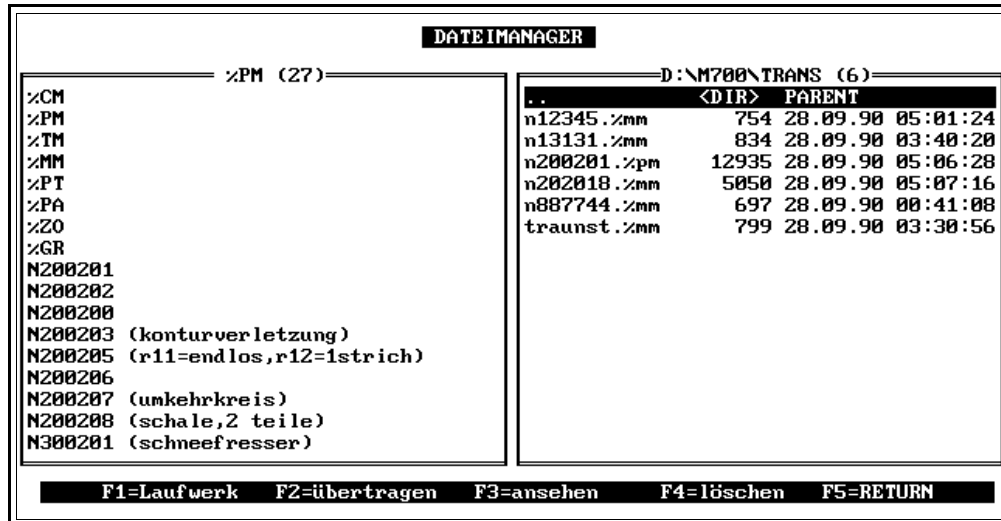 DATEIMANAGER
%PM (27)
%CM
%PM
%TM
%MM
%PT
%PA
%ZO
%GR
N200201
N200202
N200200
N200203 (konturverletzung)
N200205 (r11=endlos,r12=1strich)
N200206
N200207 (umkehrkreis)
N200208 (schale,2 teile)
N300201 (schneefresser)
D:\M700\TRANS (6)
.. <DIR> PARENT
n12345.%mm 754 28.09.90 05:01:24
n13131.%mm 834 28.09.90 03:40:20
n200201.%pm 12935 28.09.90 05:06:28
n202018.%mm 5050 28.09.90 05:07:16
n887744.%mm 697 28.09.90 00:41:08
traunst.%mm 799 28.09.90 03:30:56
F1=Laufwerk F2=übertragen F3=ansehen F4=löschen F5=RETURN